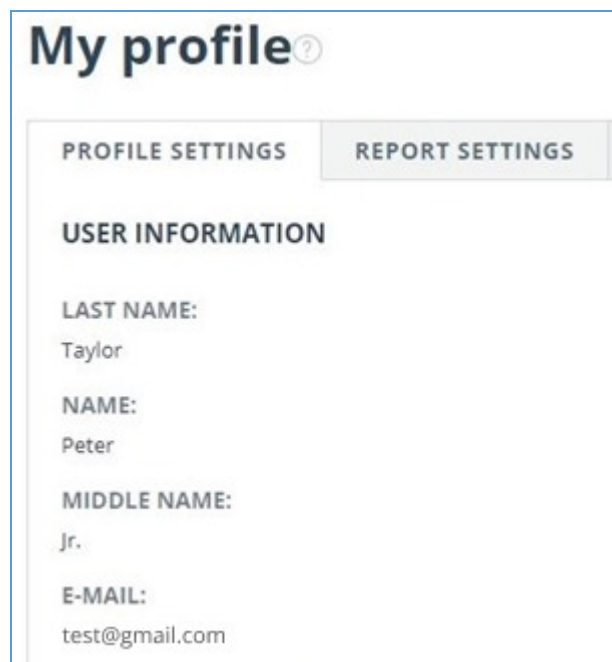 My profile ?
PROFILE SETTINGS REPORT SETTINGS
USER INFORMATION
LAST NAME:
Taylor
NAME:
Peter
MIDDLE NAME:
Jr.
E-MAIL:
test@gmail.com